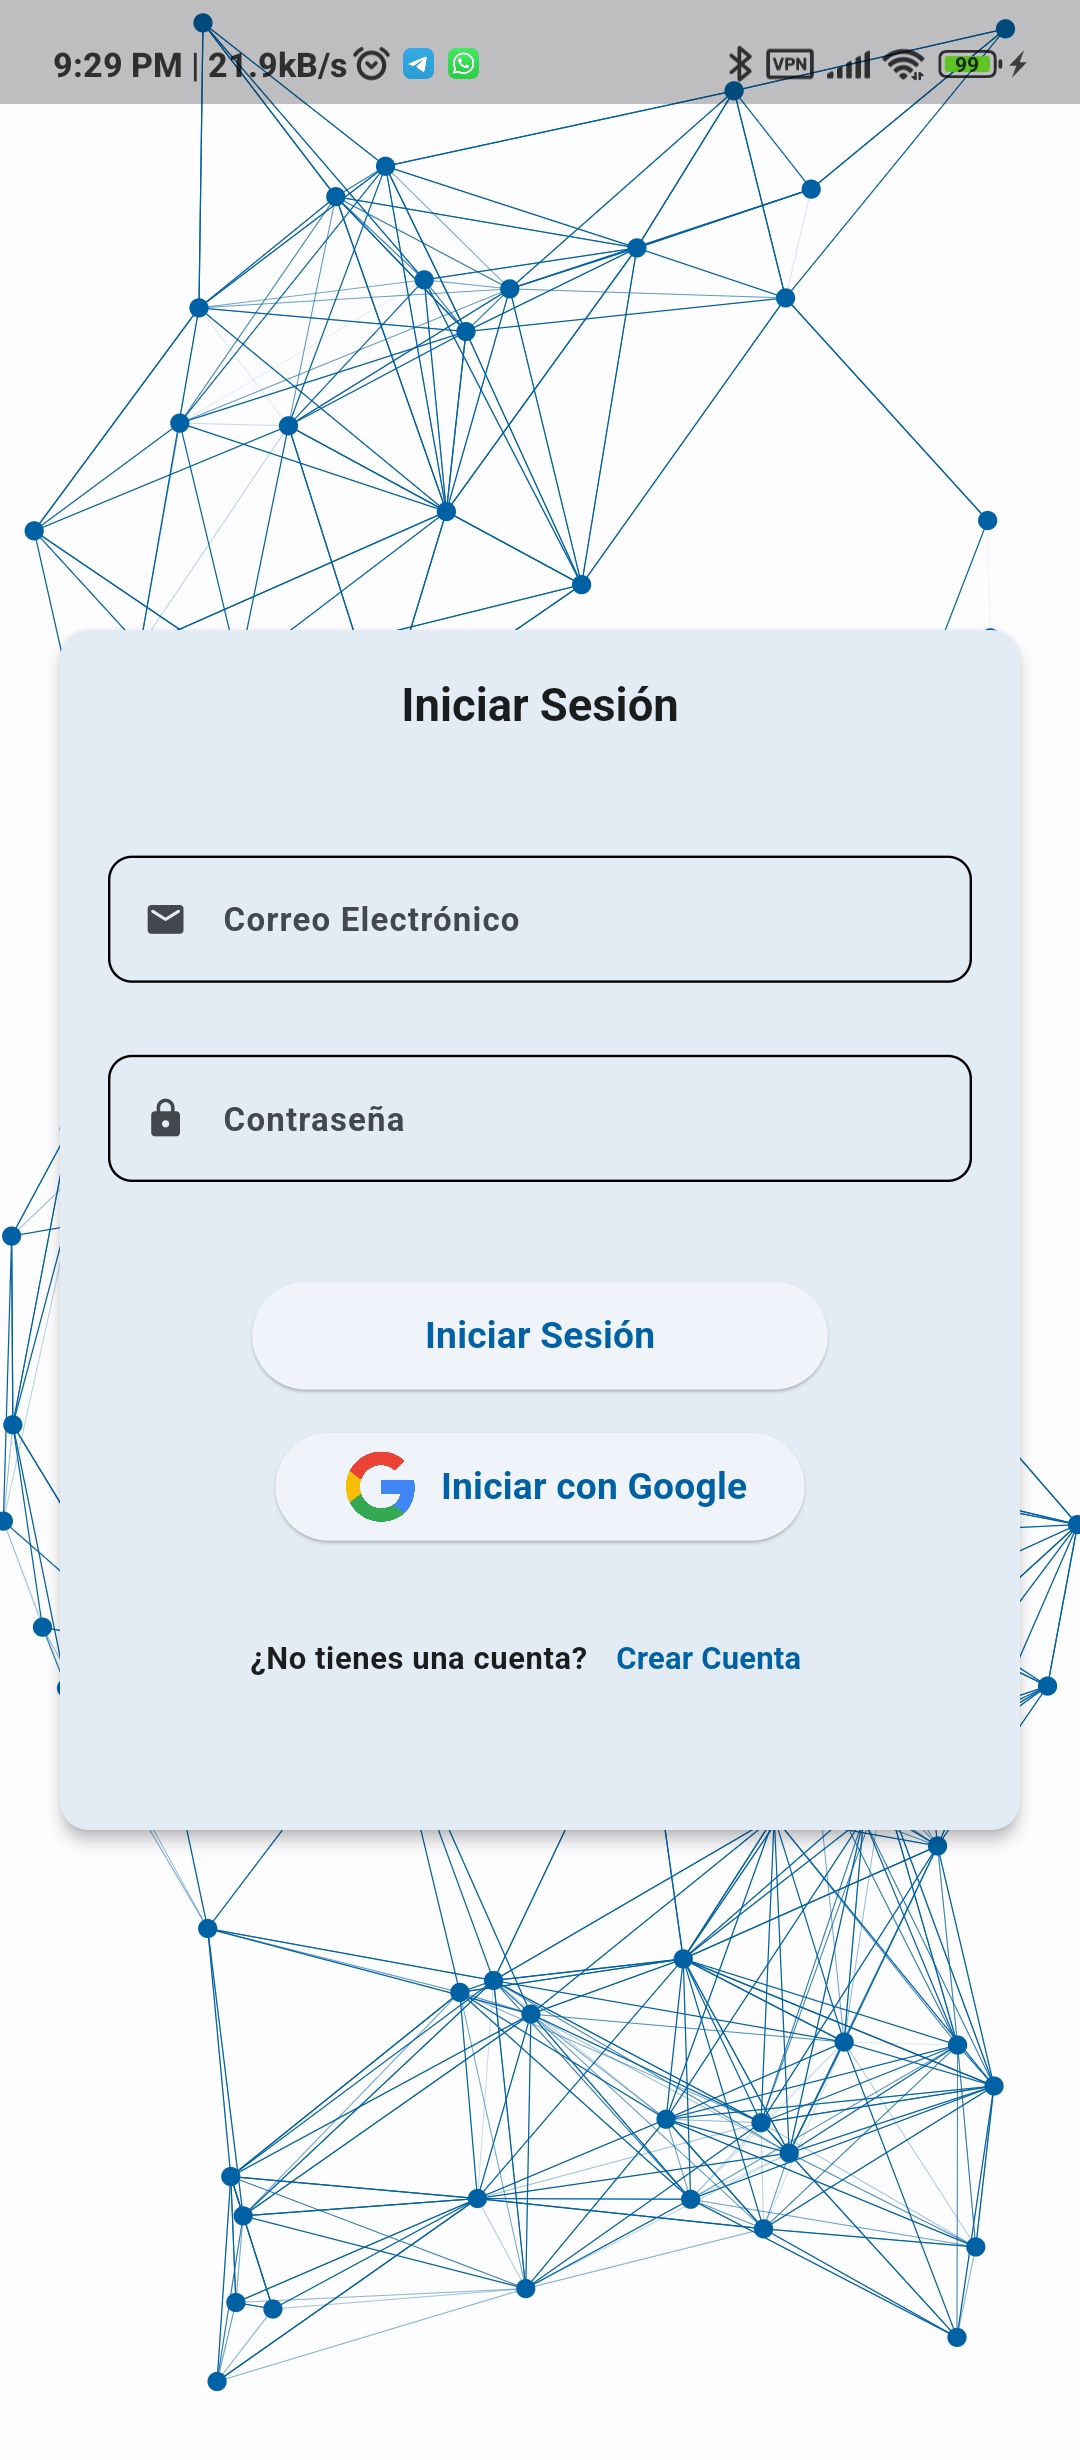 9:29 PM | 21.9kB/s VPN 99
Iniciar Sesión
Correo Electrónico
Contraseña
Iniciar Sesión
Iniciar con Google
¿No tienes una cuenta? Crear Cuenta